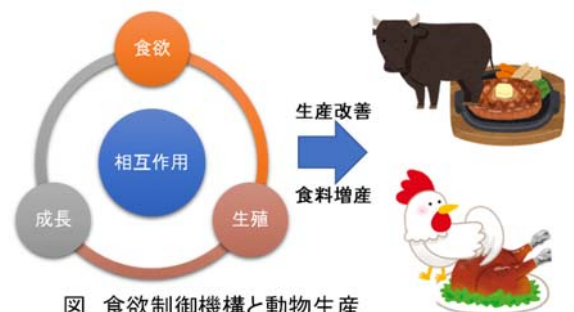 食欲
相互作用
成長
生殖
生産改善
食料増産
図 食欲制御機構と動物生産